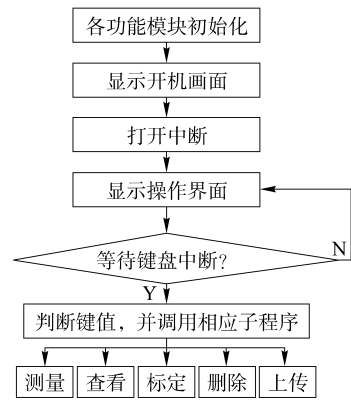 各功能模块初始化
显示开机画面
打开中断
显示操作界面
等待键盘中断?
N
Y
判断键值，并调用相应子程序
测量 查看 标定 删除 上传